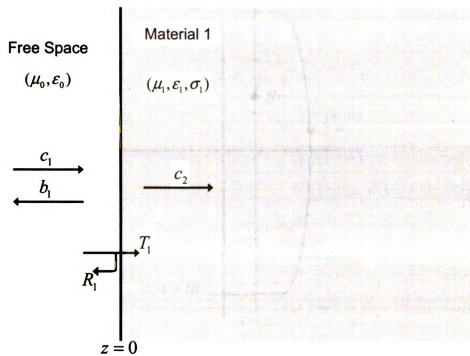 Free Space
(μ₀, ε₀)
Material 1
(μ₁, ε₁, σ₁)
c₁
b₁
c₂
T₁
R₁
z = 0